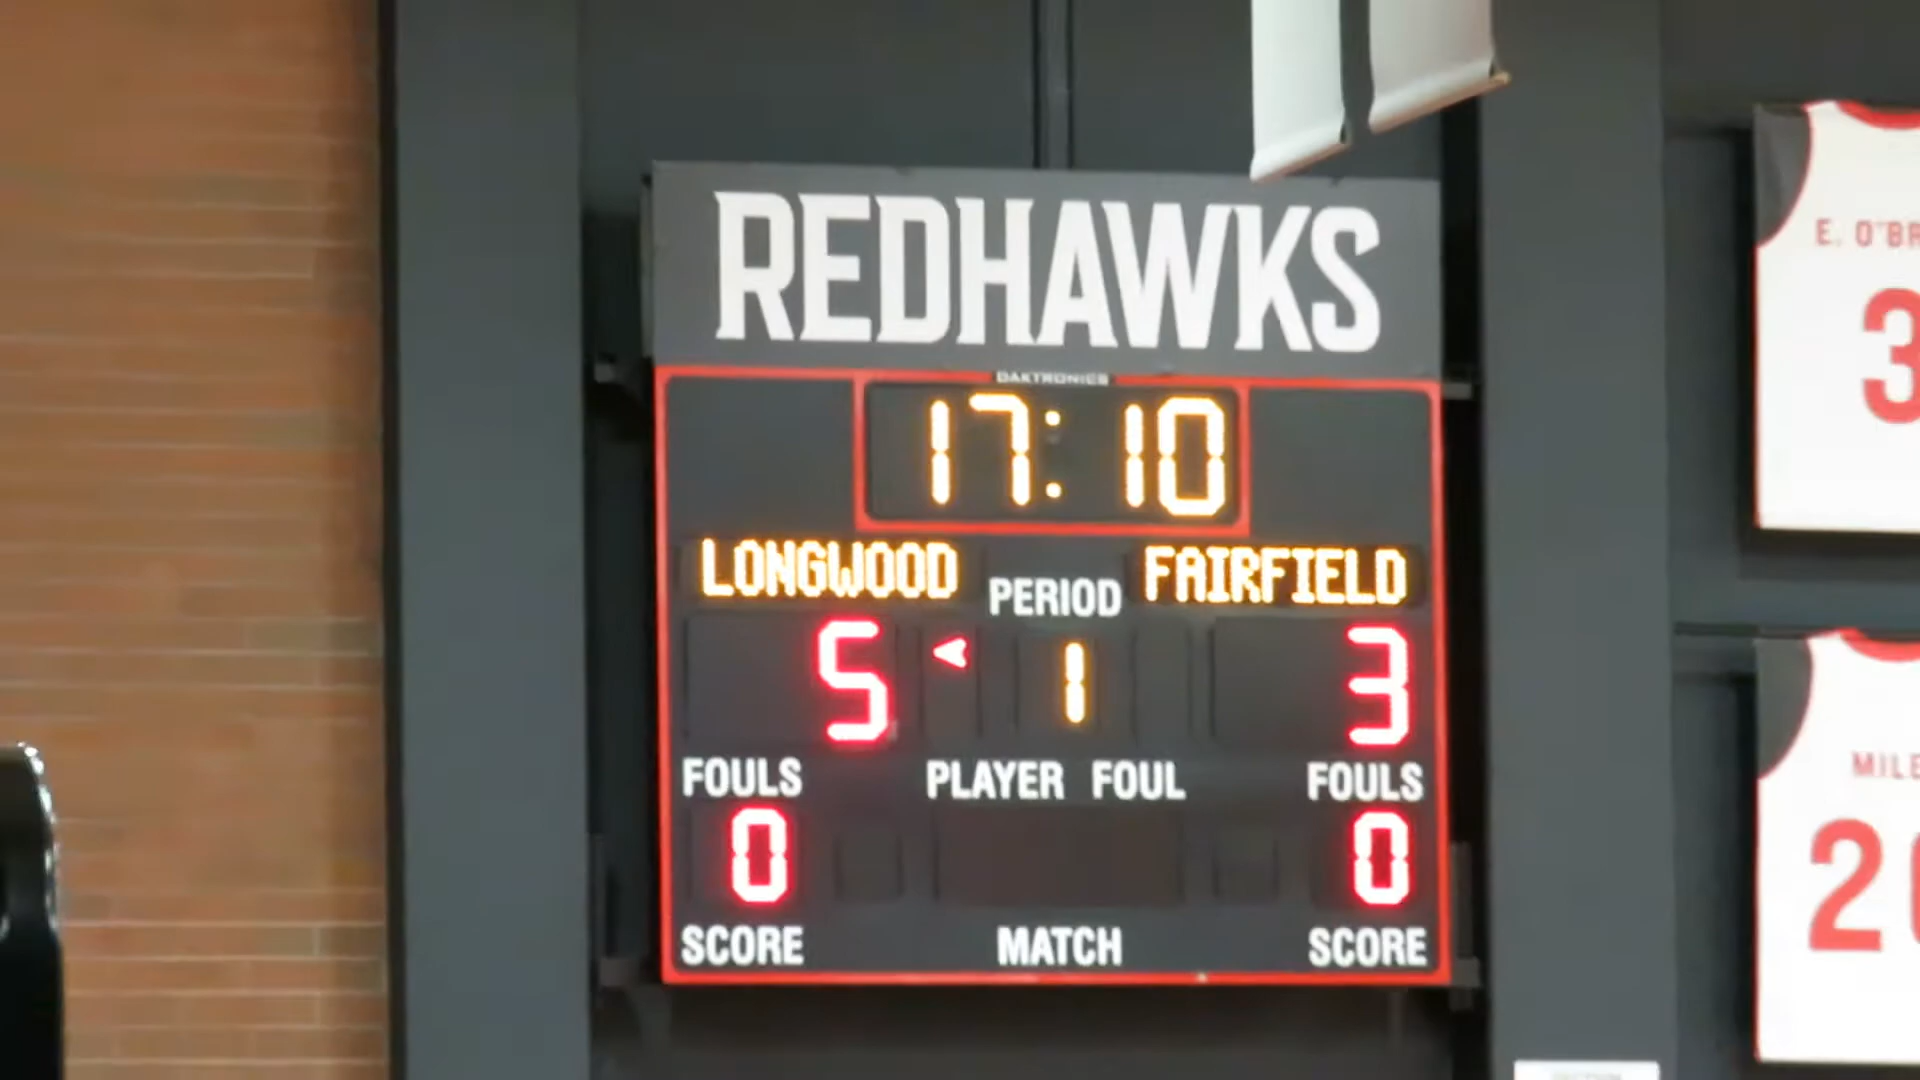 REDHAWKS
DAKTRONICS
17:10
LONGWOOD PERIOD FAIRFIELD
5 1 3
FOULS PLAYER FOUL FOULS
0 0
SCORE MATCH SCORE
E. O'BR
3
MILE
2